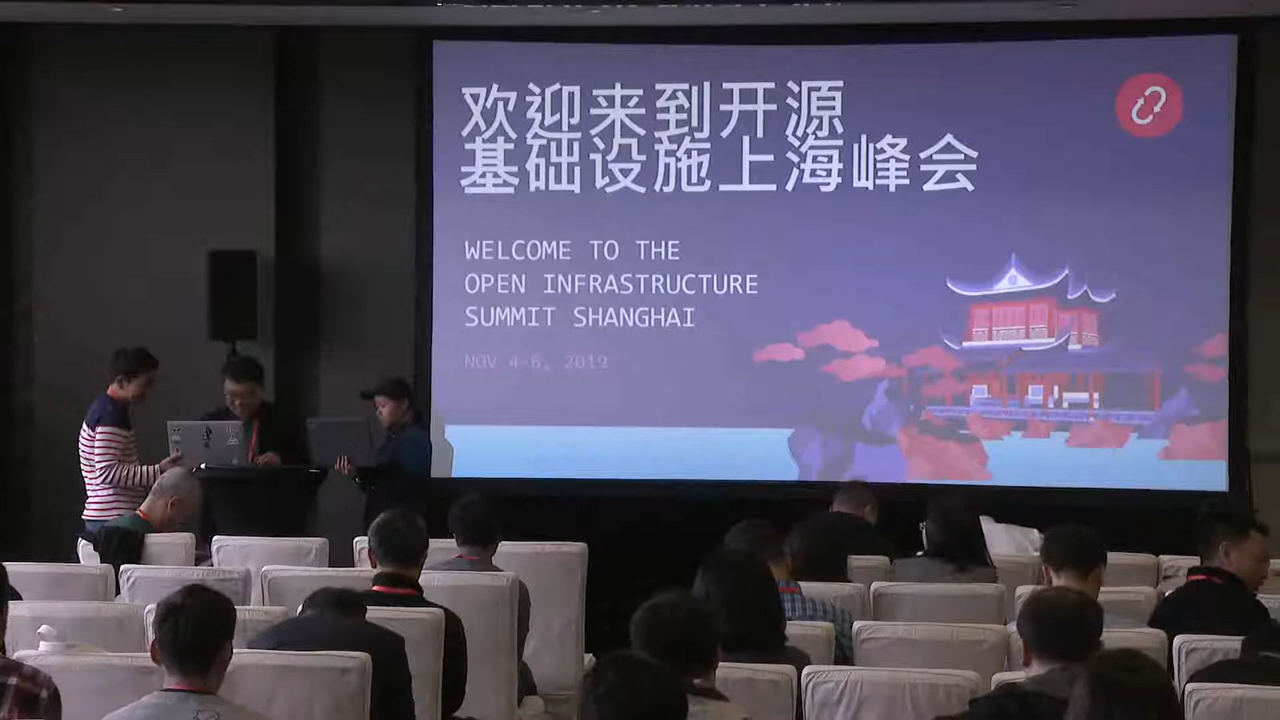 欢迎来到开源
基础设施上海峰会
WELCOME TO THE
OPEN INFRASTRUCTURE
SUMMIT SHANGHAI
NOV 4-6, 2019